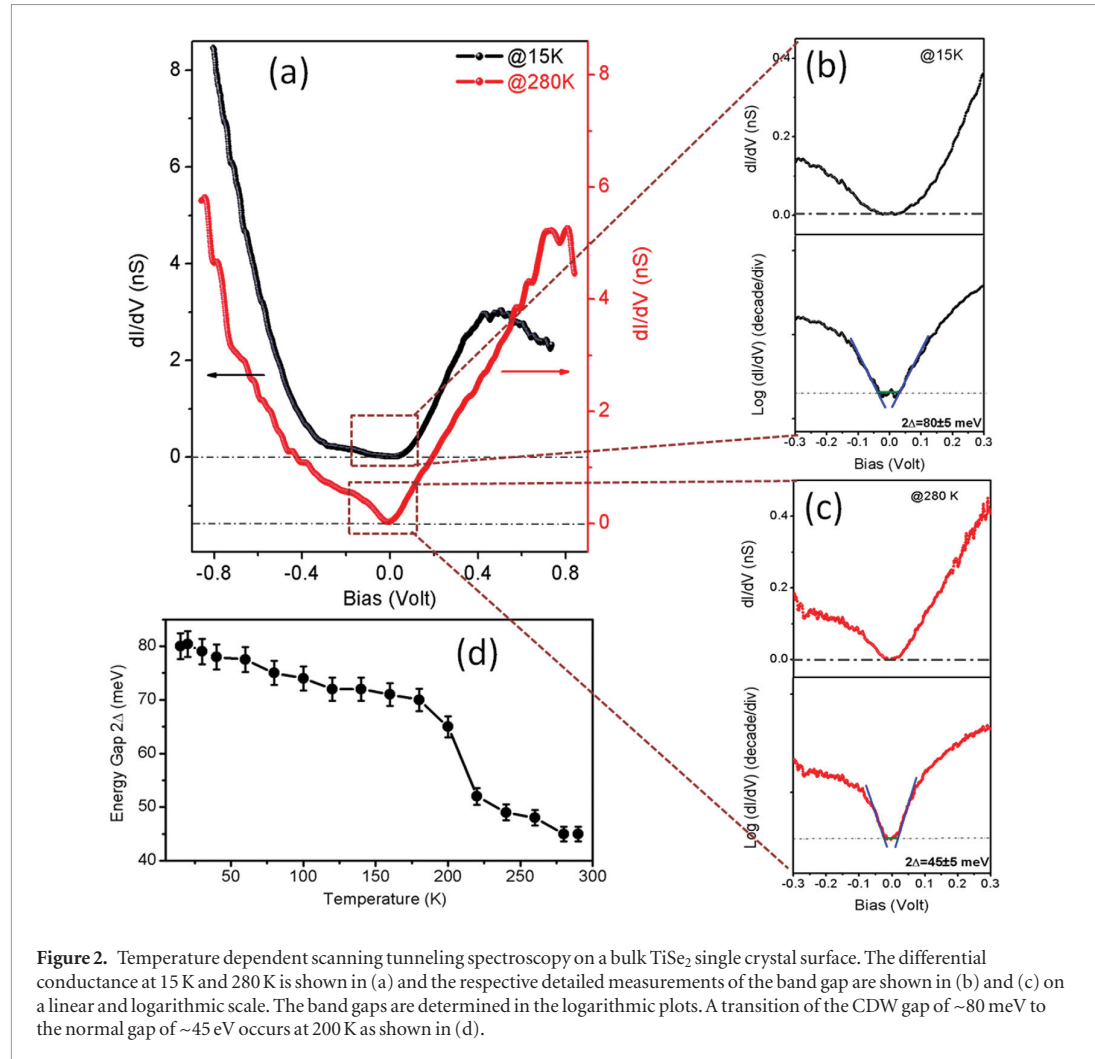 (a)
@15K
@280K
8
6
4
2
0
8
6
4
2
0
dI/dV (nS)
dI/dV (nS)
-0.8 -0.4 0.0 0.4 0.8
Bias (Volt)
(b)
@15K
0.4
0.2
0.0
dI/dV (nS)
Log (dI/dV) (decade/div)
2Δ=80±5 meV
-0.3 -0.2 -0.1 0.0 0.1 0.2 0.3
Bias (Volt)
(c)
@280 K
0.4
0.2
0.0
dI/dV (nS)
Log (dI/dV) (decade/div)
2Δ=45±5 meV
-0.3 -0.2 -0.1 0.0 0.1 0.2 0.3
Bias (Volt)
(d)
80
70
60
50
40
Energy Gap 2Δ (meV)
50 100 150 200 250 300
Temperature (K)
Figure 2. Temperature dependent scanning tunneling spectroscopy on a bulk TiSe₂ single crystal surface. The differential
conductance at 15 K and 280 K is shown in (a) and the respective detailed measurements of the band gap are shown in (b) and (c) on
a linear and logarithmic scale. The band gaps are determined in the logarithmic plots. A transition of the CDW gap of ~80 meV to
the normal gap of ~45 eV occurs at 200 K as shown in (d).